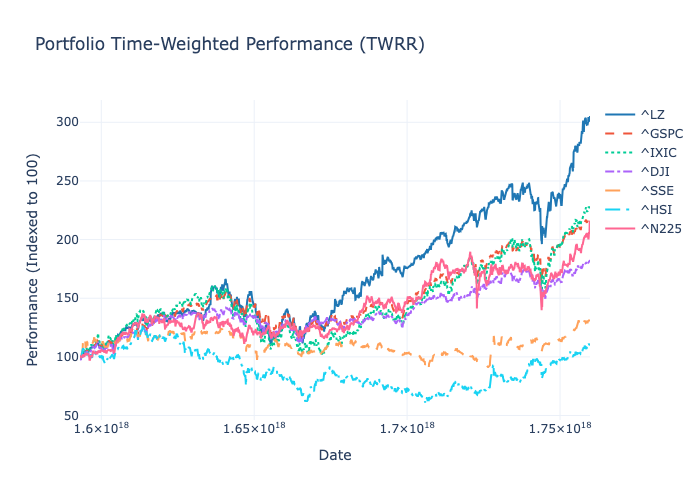 Portfolio Time-Weighted Performance (TWRR)
300
250
200
150
100
50
Performance (Indexed to 100)
1.6×10¹⁸
1.65×10¹⁸
1.7×10¹⁸
1.75×10¹⁸
Date
^LZ
^GSPC
^IXIC
^DJI
^SSE
^HSI
^N225